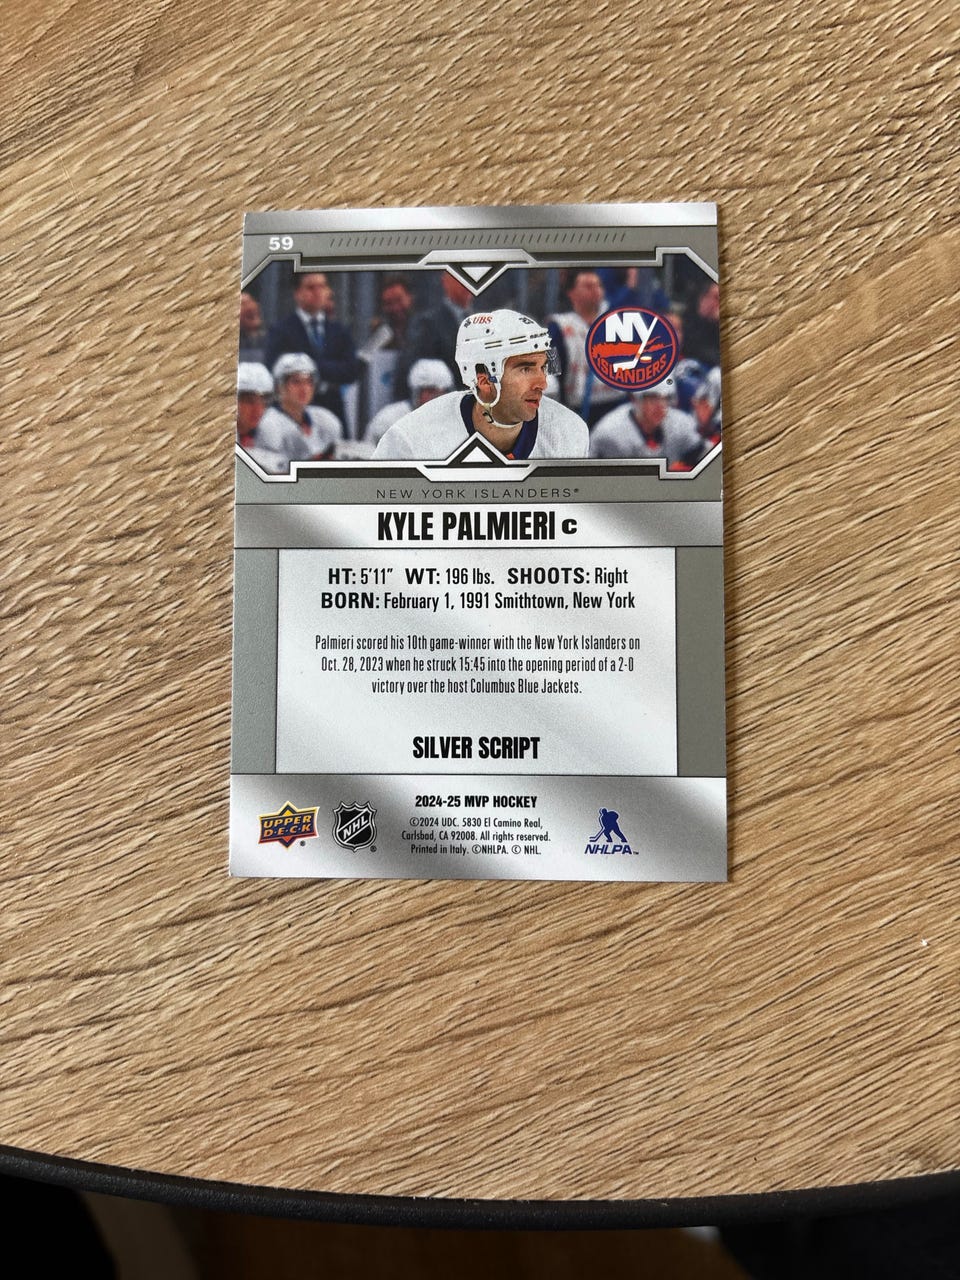 59
UBS
NY
ISLANDERS®
NEW YORK ISLANDERS®
KYLE PALMIERI C
HT: 5'11" WT: 196 lbs. SHOOTS: Right
BORN: February 1, 1991 Smithtown, New York
Palmieri scored his 10th game-winner with the New York Islanders on
Oct. 28, 2023 when he struck 15:45 into the opening period of a 2-0
victory over the host Columbus Blue Jackets.
SILVER SCRIPT
2024-25 MVP HOCKEY
©2024 UDC. 5830 El Camino Real,
Carlsbad, CA 92008. All rights reserved.
Printed in Italy. ©NHLPA. © NHL.
UPPER
D·E·C·K®
NHL®
NHLPA™